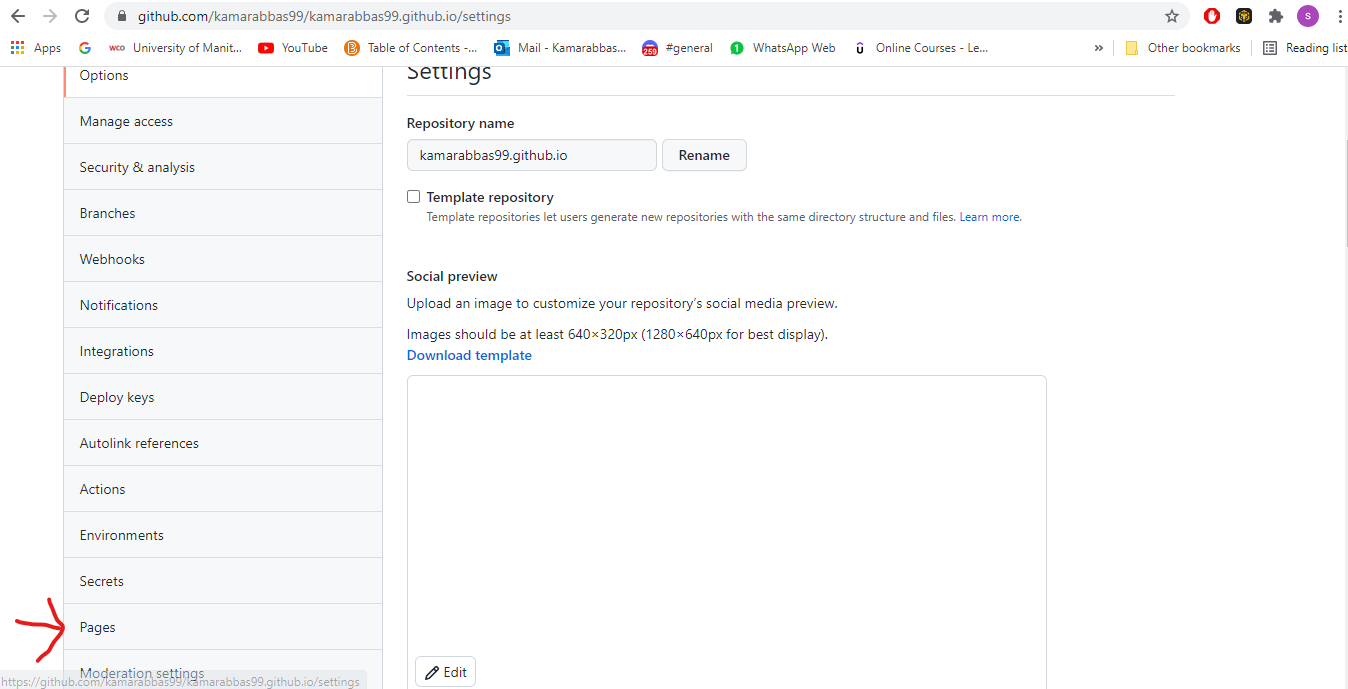 github.com/kamarabbas99/kamarabbas99.github.io/settings
S
Apps
G
WCO University of Manit...
YouTube
Table of Contents -...
Mail - Kamarabbas...
259 #general
1 WhatsApp Web
Online Courses - Le...
»
Other bookmarks
Reading list
Options
Manage access
Security & analysis
Branches
Webhooks
Notifications
Integrations
Deploy keys
Autolink references
Actions
Environments
Secrets
Pages
Moderation settings
Settings
Repository name
kamarabbas99.github.io
Rename
Template repository
Template repositories let users generate new repositories with the same directory structure and files. Learn more.
Social preview
Upload an image to customize your repository's social media preview.
Images should be at least 640×320px (1280×640px for best display).
Download template
Edit
https://github.com/kamarabbas99/kamarabbas99.github.io/settings